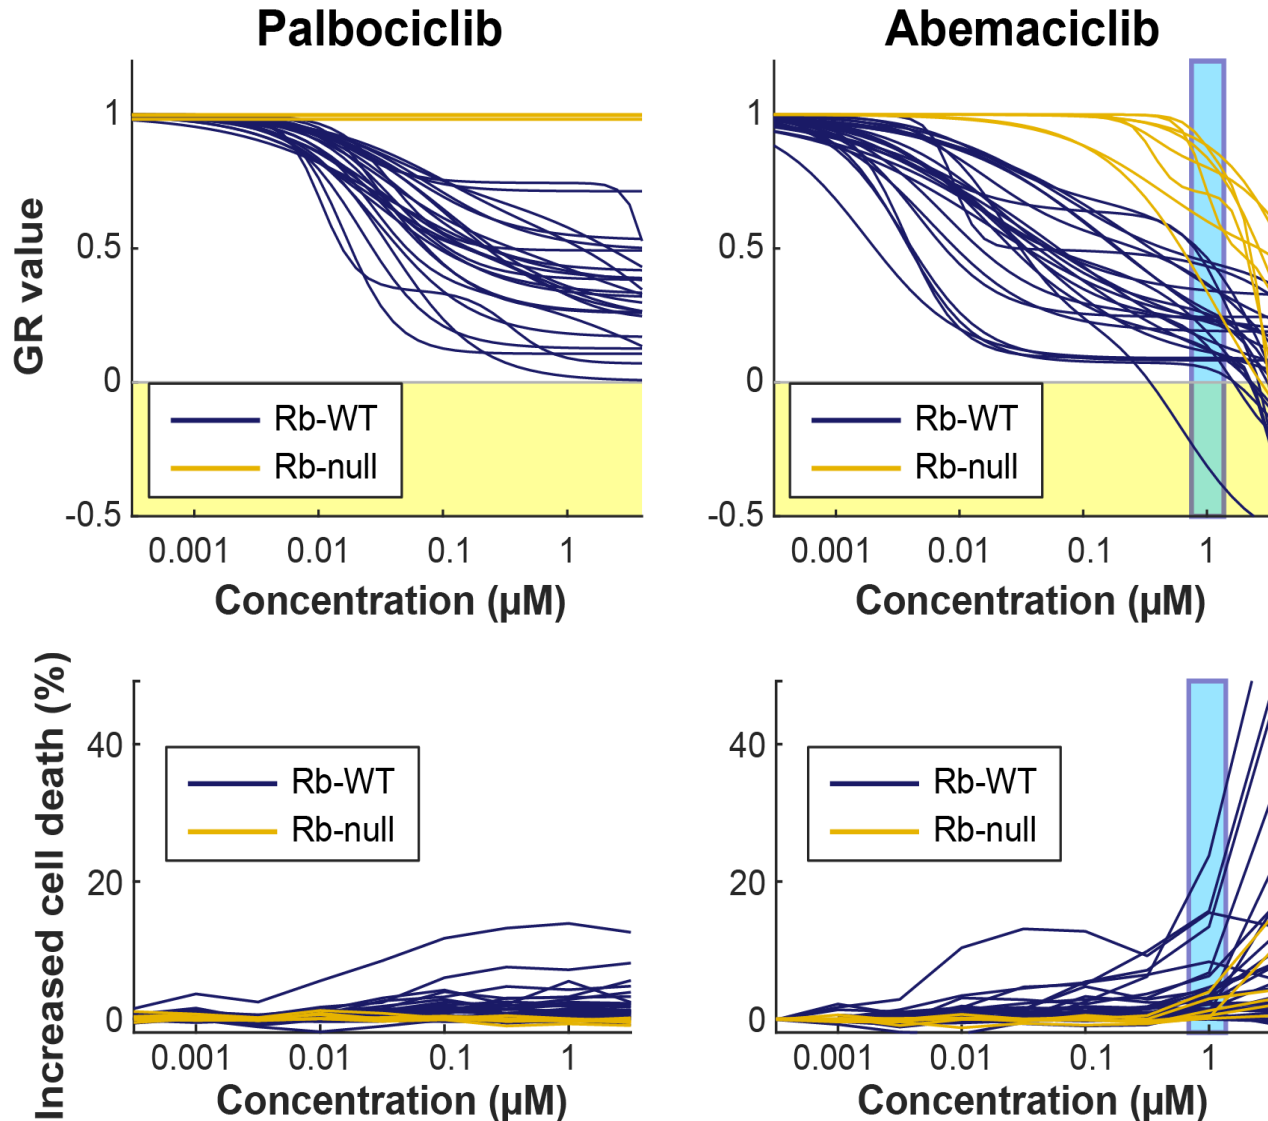 Palbociclib
Abemaciclib
GR value
1
0.5
0
-0.5
Rb-WT
Rb-null
0.001
0.01
0.1
1
Concentration (µM)
1
0.5
0
-0.5
Rb-WT
Rb-null
0.001
0.01
0.1
1
Concentration (µM)
Increased cell death (%)
40
20
0
Rb-WT
Rb-null
0.001
0.01
0.1
1
Concentration (µM)
40
20
0
Rb-WT
Rb-null
0.001
0.01
0.1
1
Concentration (µM)